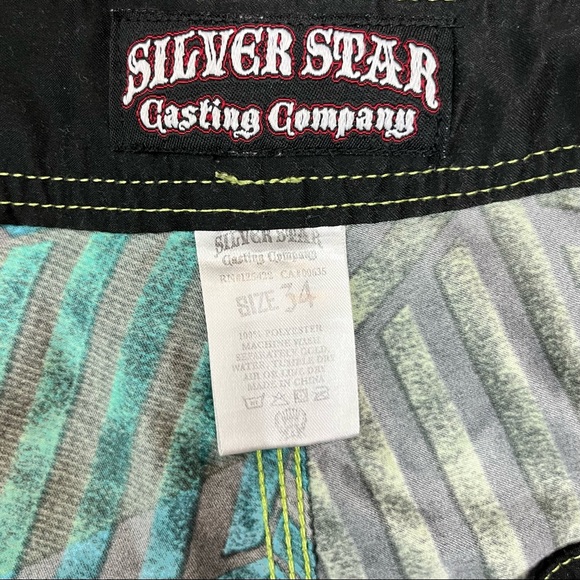 SILVER STAR
Casting Company
SILVER STAR
Casting Company
SIZE 34
100% POLYESTER
MACHINE WASH
SEPARATELY COLD
WATER, TUMBLE DRY
AIR OR LINE DRY
MADE IN CHINA